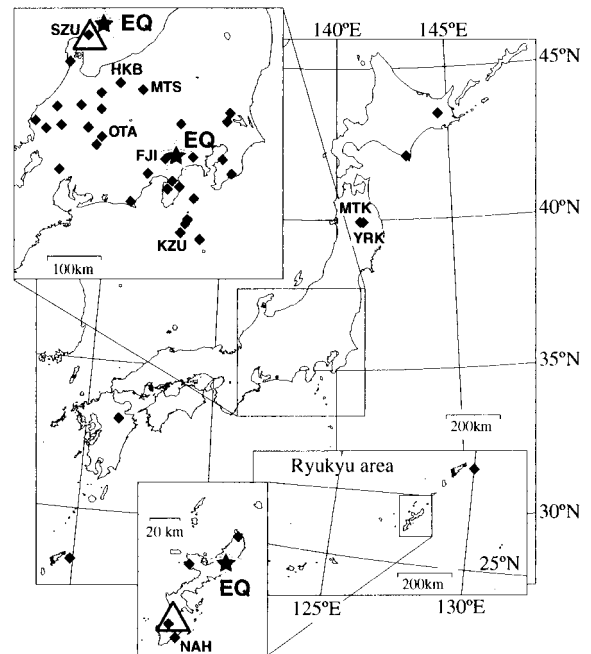 140ºE
145ºE
SZU
EQ
45ºN
HKB
MTS
OTA
FJI
EQ
KZU
100km
40ºN
MTK
YRK
35ºN
200km
Ryukyu area
20 km
EQ
NAH
30ºN
25ºN
200km
125ºE
130ºE